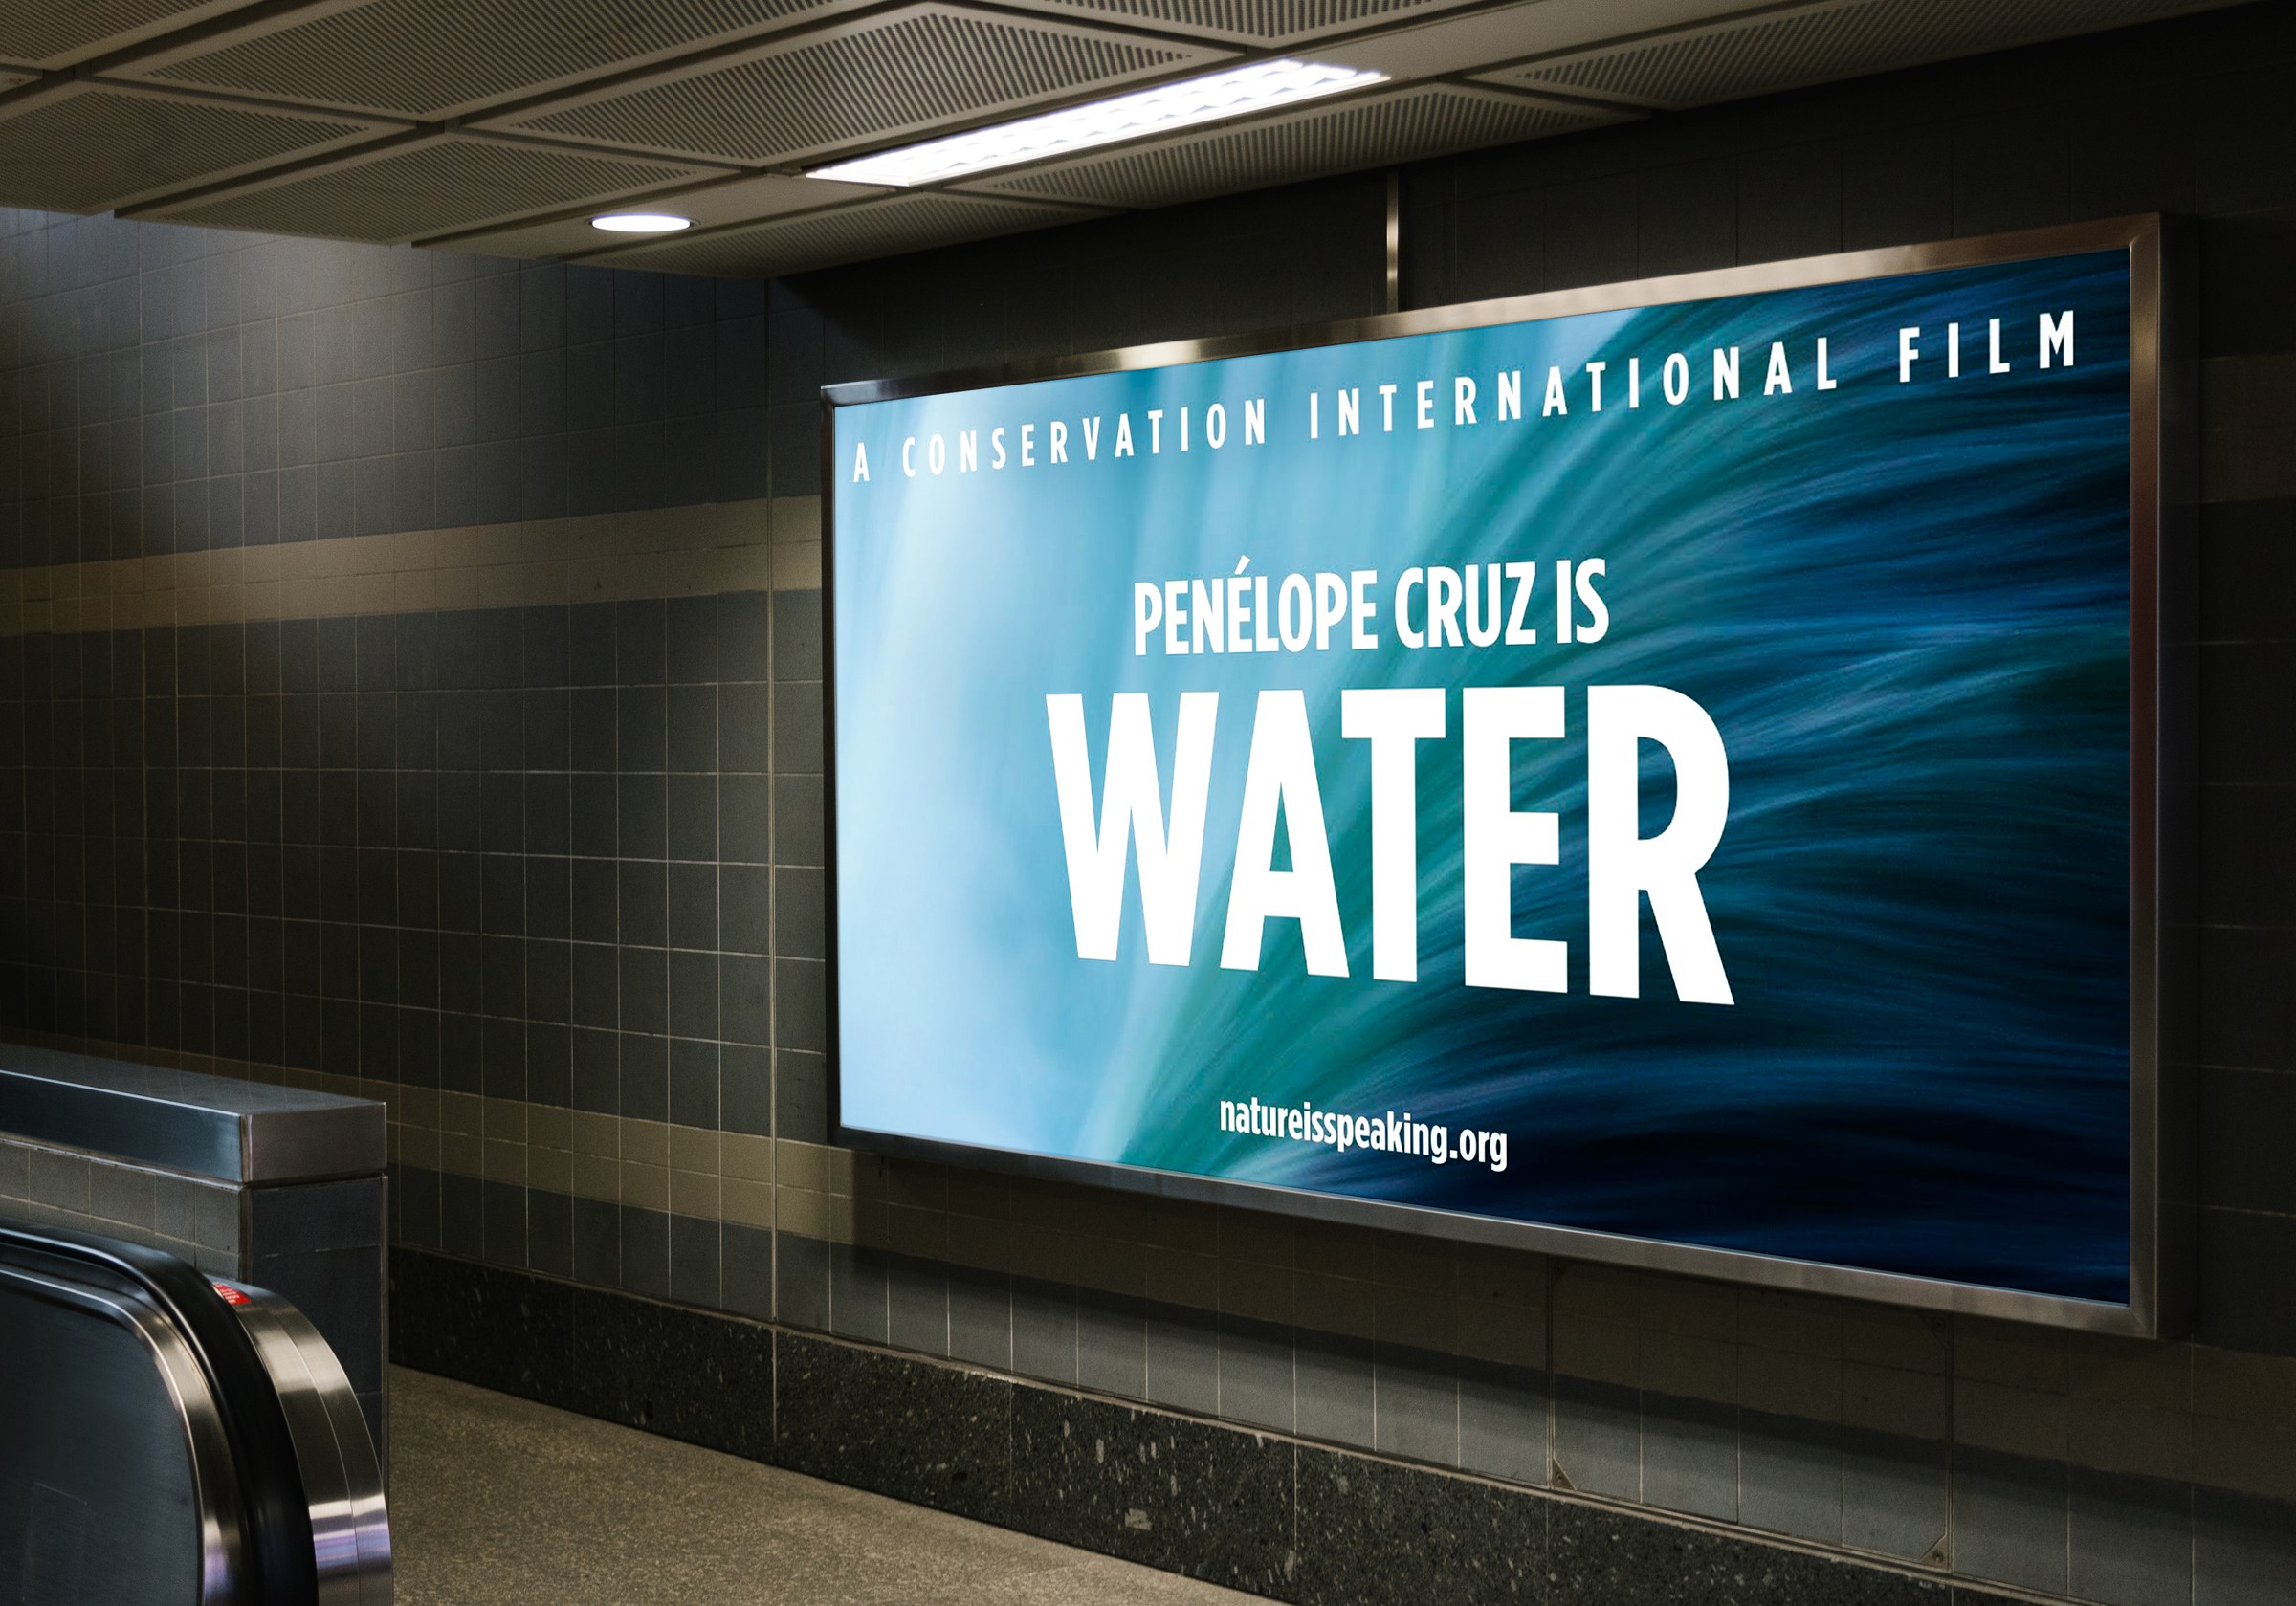 A CONSERVATION INTERNATIONAL FILM
PENÉLOPE CRUZ IS
WATER
natureisspeaking.org